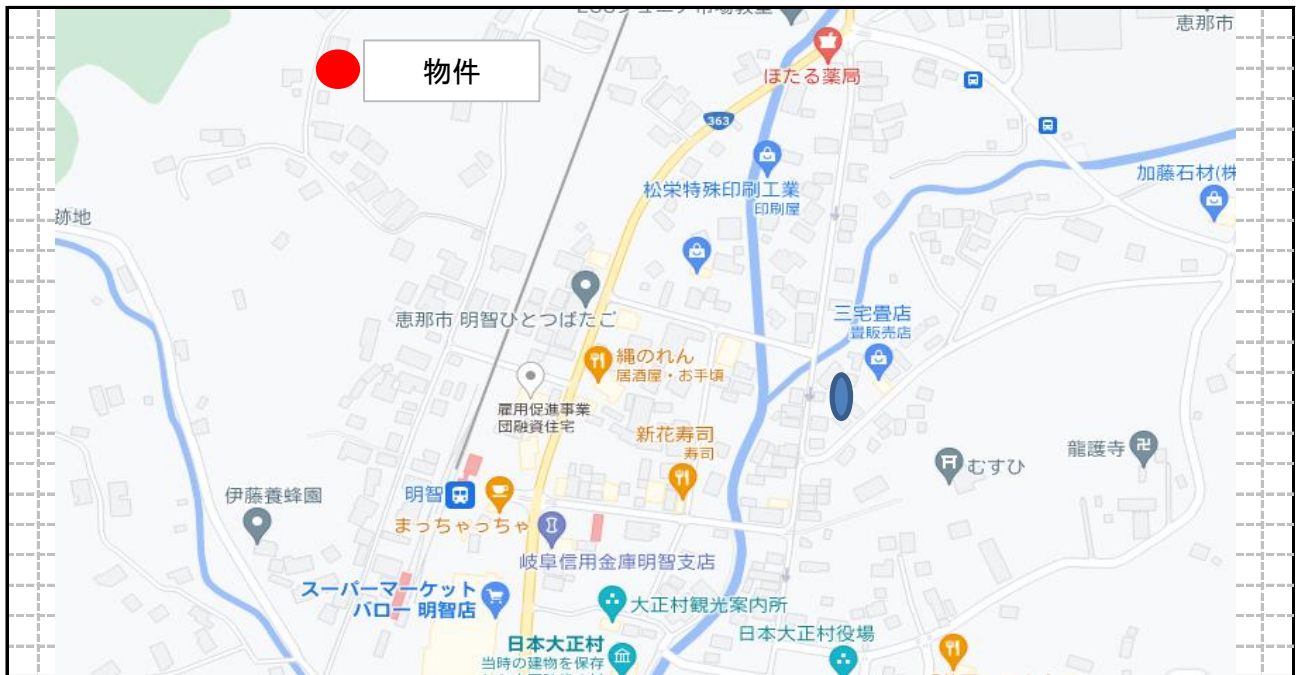 恵那市
物件
ほたる薬局
363
松栄特殊印刷工業
印刷屋
加藤石材(株
跡地
恵那市 明智ひとつばたご
三宅畳店
畳販売店
縄のれん
居酒屋・お手頃
雇用促進事業
団融資住宅
新花寿司
寿司
むすひ
龍護寺
明智
まっちゃっちゃ
伊藤養蜂園
岐阜信用金庫明智支店
スーパーマーケット
バロー 明智店
大正村観光案内所
日本大正村役場
日本大正村
当時の建物を保存